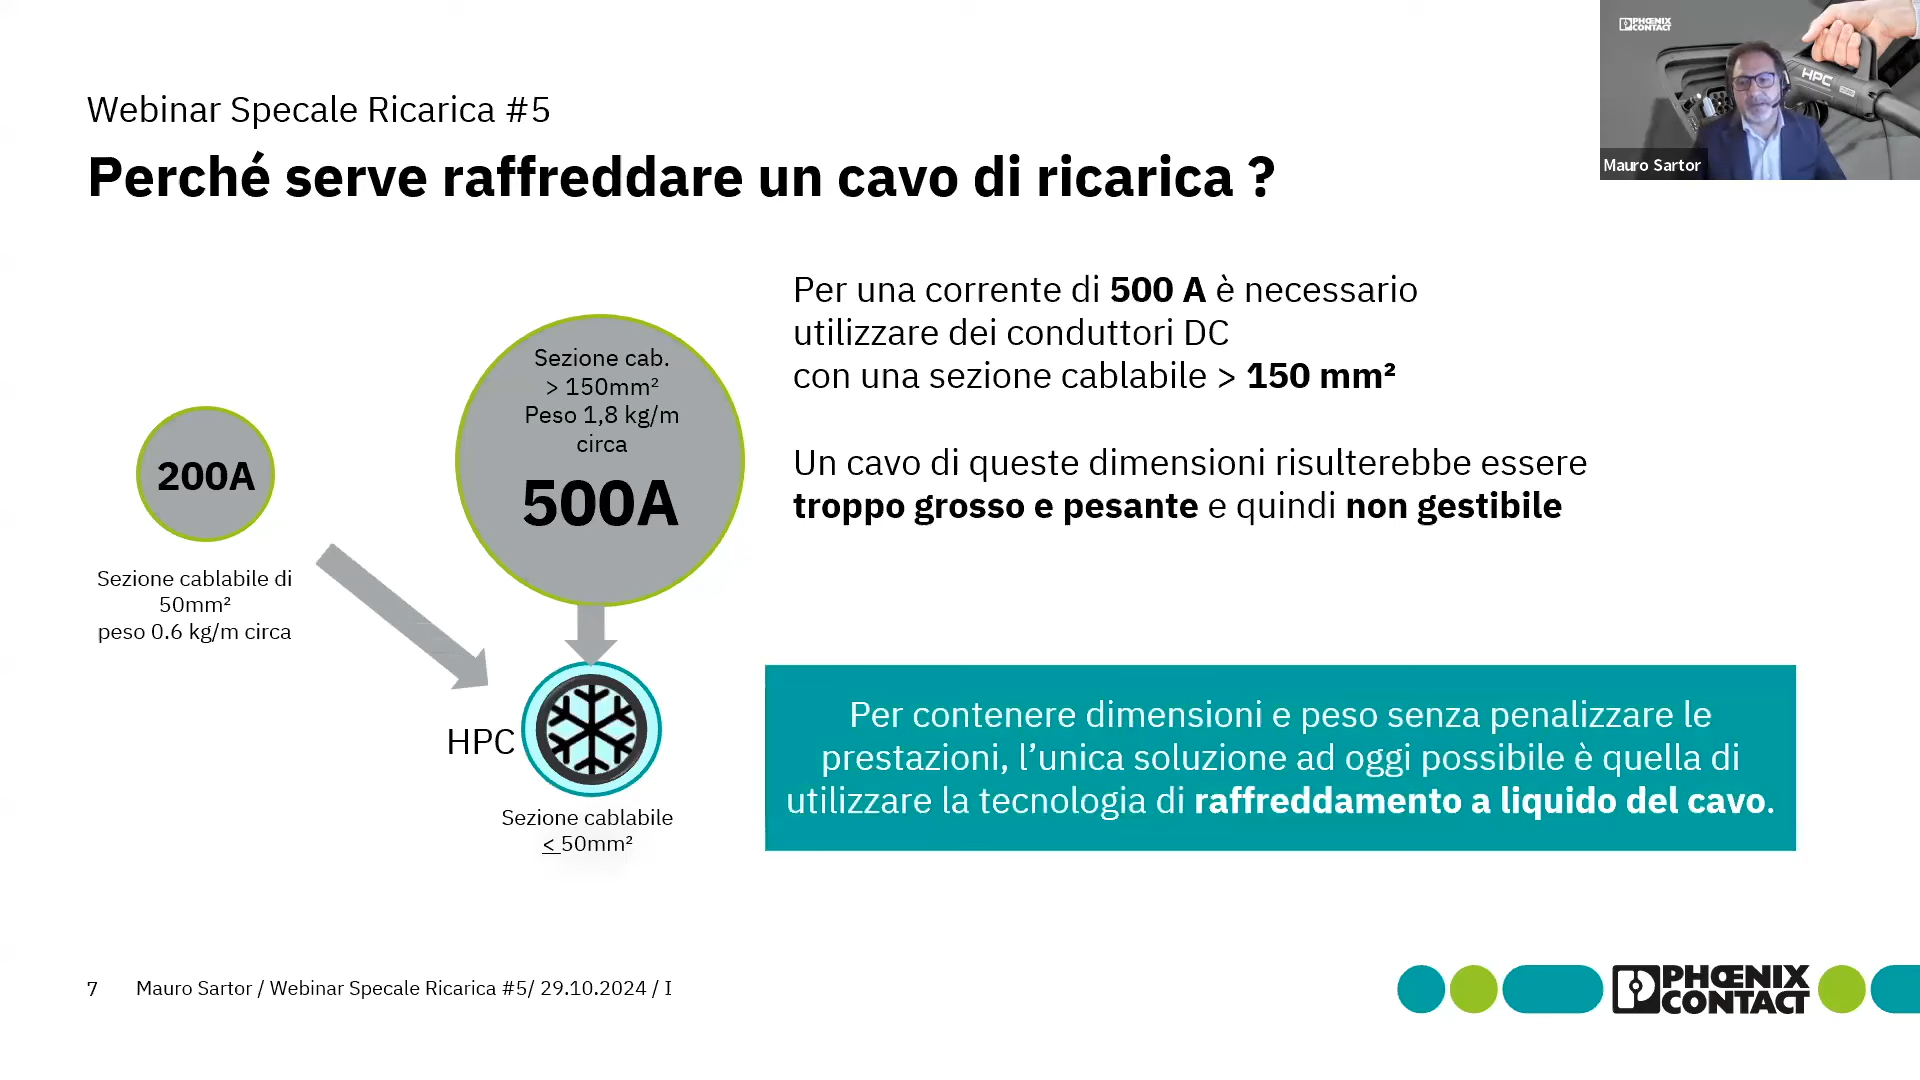 Webinar Specale Ricarica #5
Perché serve raffreddare un cavo di ricarica ?
PHŒNIX
CONTACT
HPC
Mauro Sartor
Per una corrente di 500 A è necessario
utilizzare dei conduttori DC
con una sezione cablabile > 150 mm²
Un cavo di queste dimensioni risulterebbe essere
troppo grosso e pesante e quindi non gestibile
Sezione cab.
> 150mm²
Peso 1,8 kg/m
circa
500A
200A
Sezione cablabile di
50mm²
peso 0.6 kg/m circa
HPC
Sezione cablabile
< 50mm²
Per contenere dimensioni e peso senza penalizzare le
prestazioni, l’unica soluzione ad oggi possibile è quella di
utilizzare la tecnologia di raffreddamento a liquido del cavo.
7 Mauro Sartor / Webinar Specale Ricarica #5/ 29.10.2024 / I
PHŒNIX
CONTACT